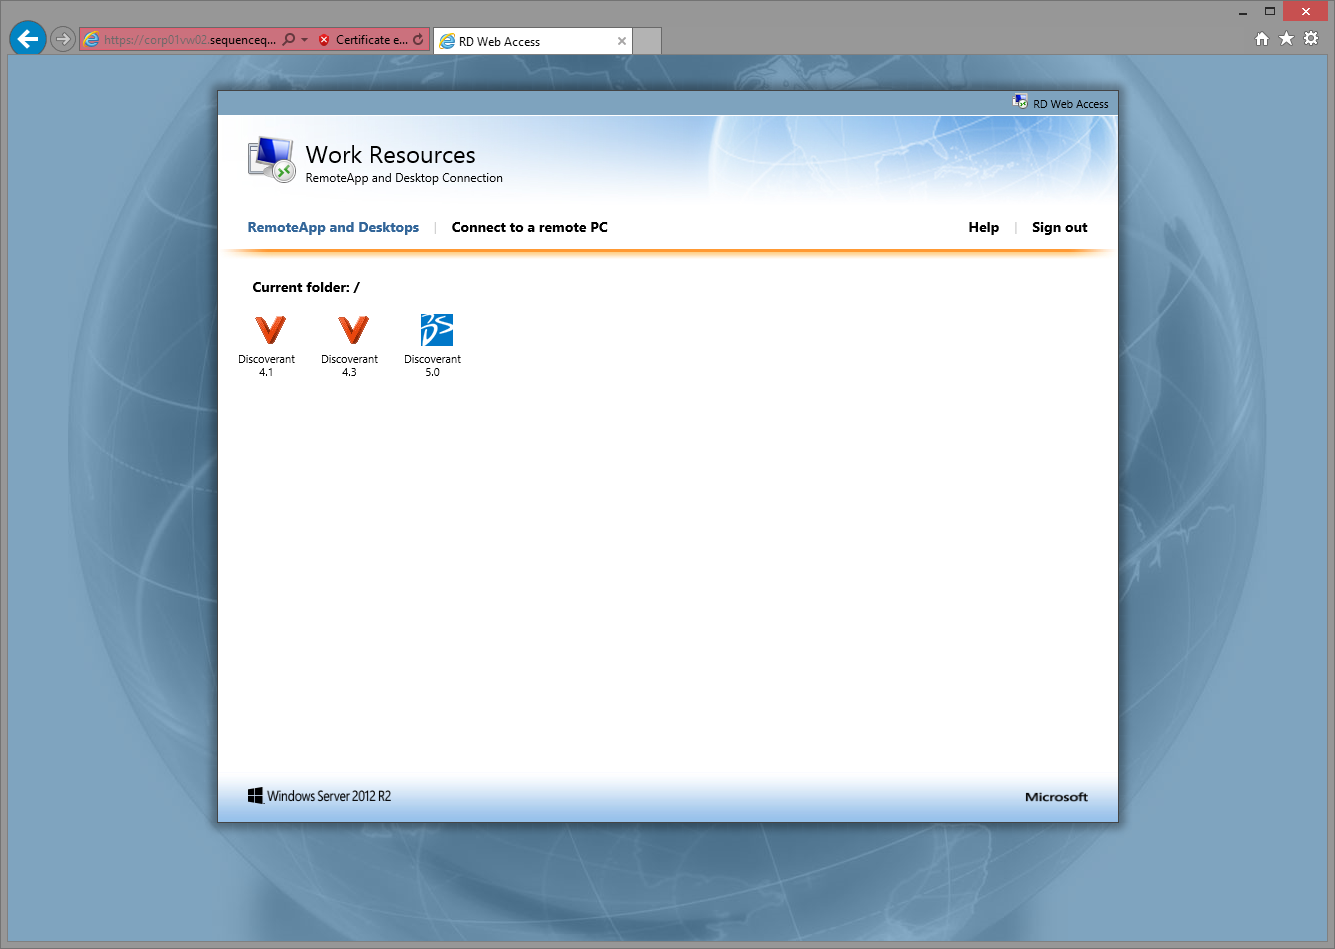 https://corp01vw02.sequenceq... Certificate e... RD Web Access
RD Web Access
Work Resources
RemoteApp and Desktop Connection
RemoteApp and Desktops | Connect to a remote PC Help | Sign out
Current folder: /
Discoverant 4.1
Discoverant 4.3
Discoverant 5.0
Windows Server 2012 R2 Microsoft